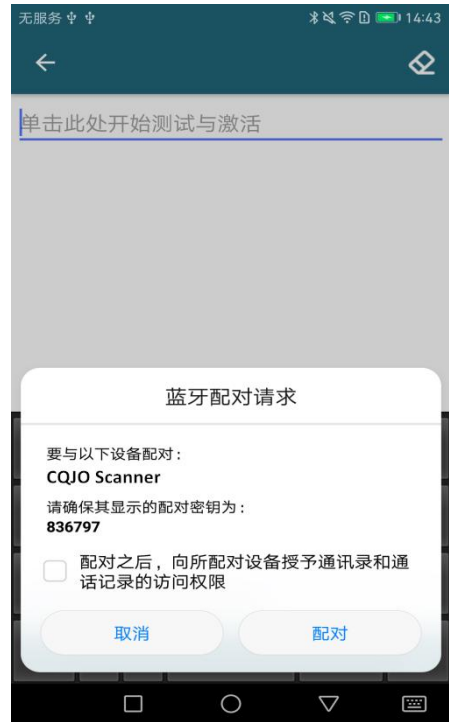 无服务 14:43
单击此处开始测试与激活
蓝牙配对请求
要与以下设备配对：
CQJO Scanner
请确保其显示的配对密钥为：
836797
配对之后，向所配对设备授予通讯录和通
话记录的访问权限
取消 配对